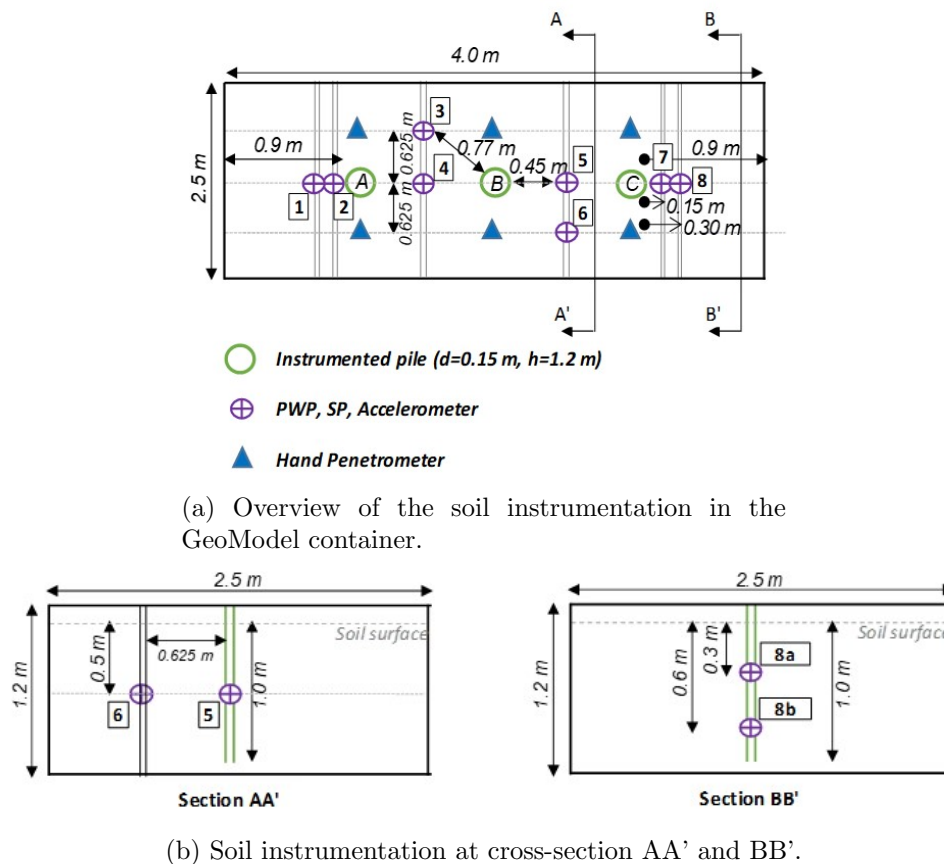 A
B
4.0 m
3
0.9 m
0.625 m
0.77 m
5
7
0.9 m
2.5 m
A
4
B
0.45 m
C
8
1
2
0.625 m
6
0.15 m
0.30 m
A'
B'
Instrumented pile (d=0.15 m, h=1.2 m)
PWP, SP, Accelerometer
Hand Penetrometer
(a) Overview of the soil instrumentation in the
GeoModel container.
2.5 m
1.2 m
0.5 m
0.625 m
Soil surface
1.0 m
6
5
Section AA'
2.5 m
1.2 m
0.6 m
0.3 m
Soil surface
8a
8b
1.0 m
Section BB'
(b) Soil instrumentation at cross-section AA' and BB'.